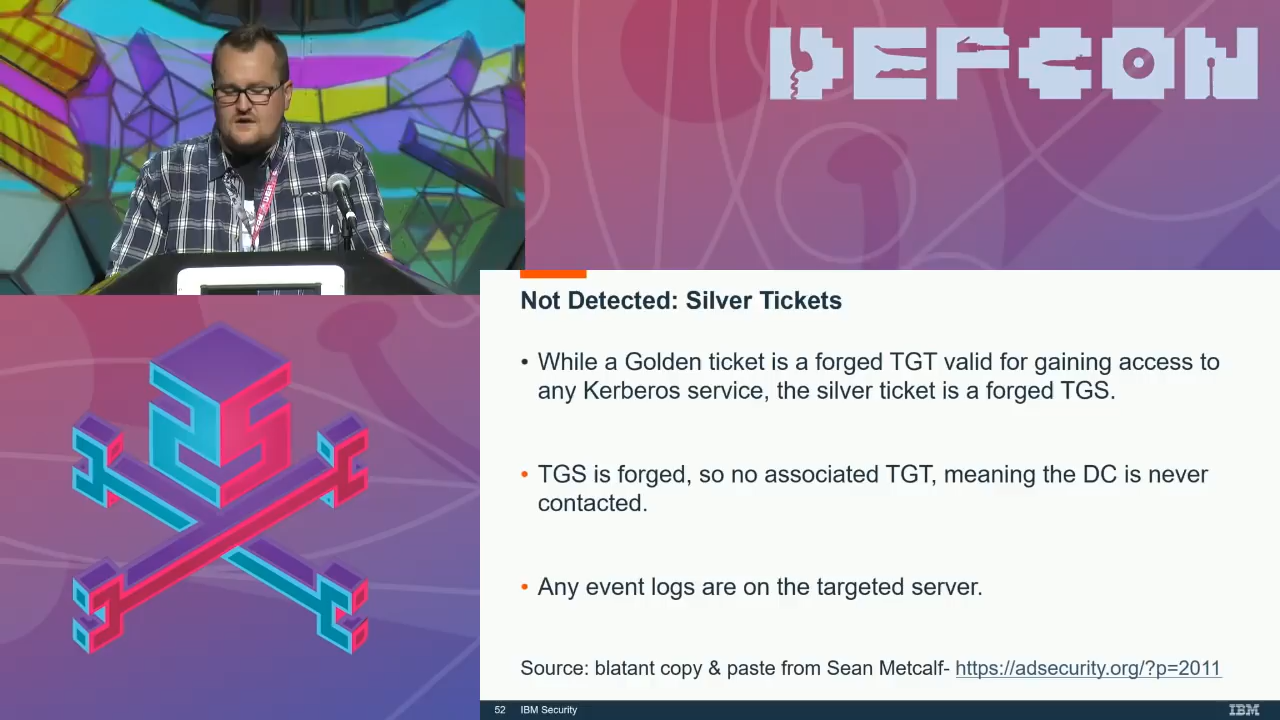 DEFCON
Not Detected: Silver Tickets
• While a Golden ticket is a forged TGT valid for gaining access to
any Kerberos service, the silver ticket is a forged TGS.
• TGS is forged, so no associated TGT, meaning the DC is never
contacted.
• Any event logs are on the targeted server.
Source: blatant copy & paste from Sean Metcalf- https://adsecurity.org/?p=2011
52 IBM Security IBM